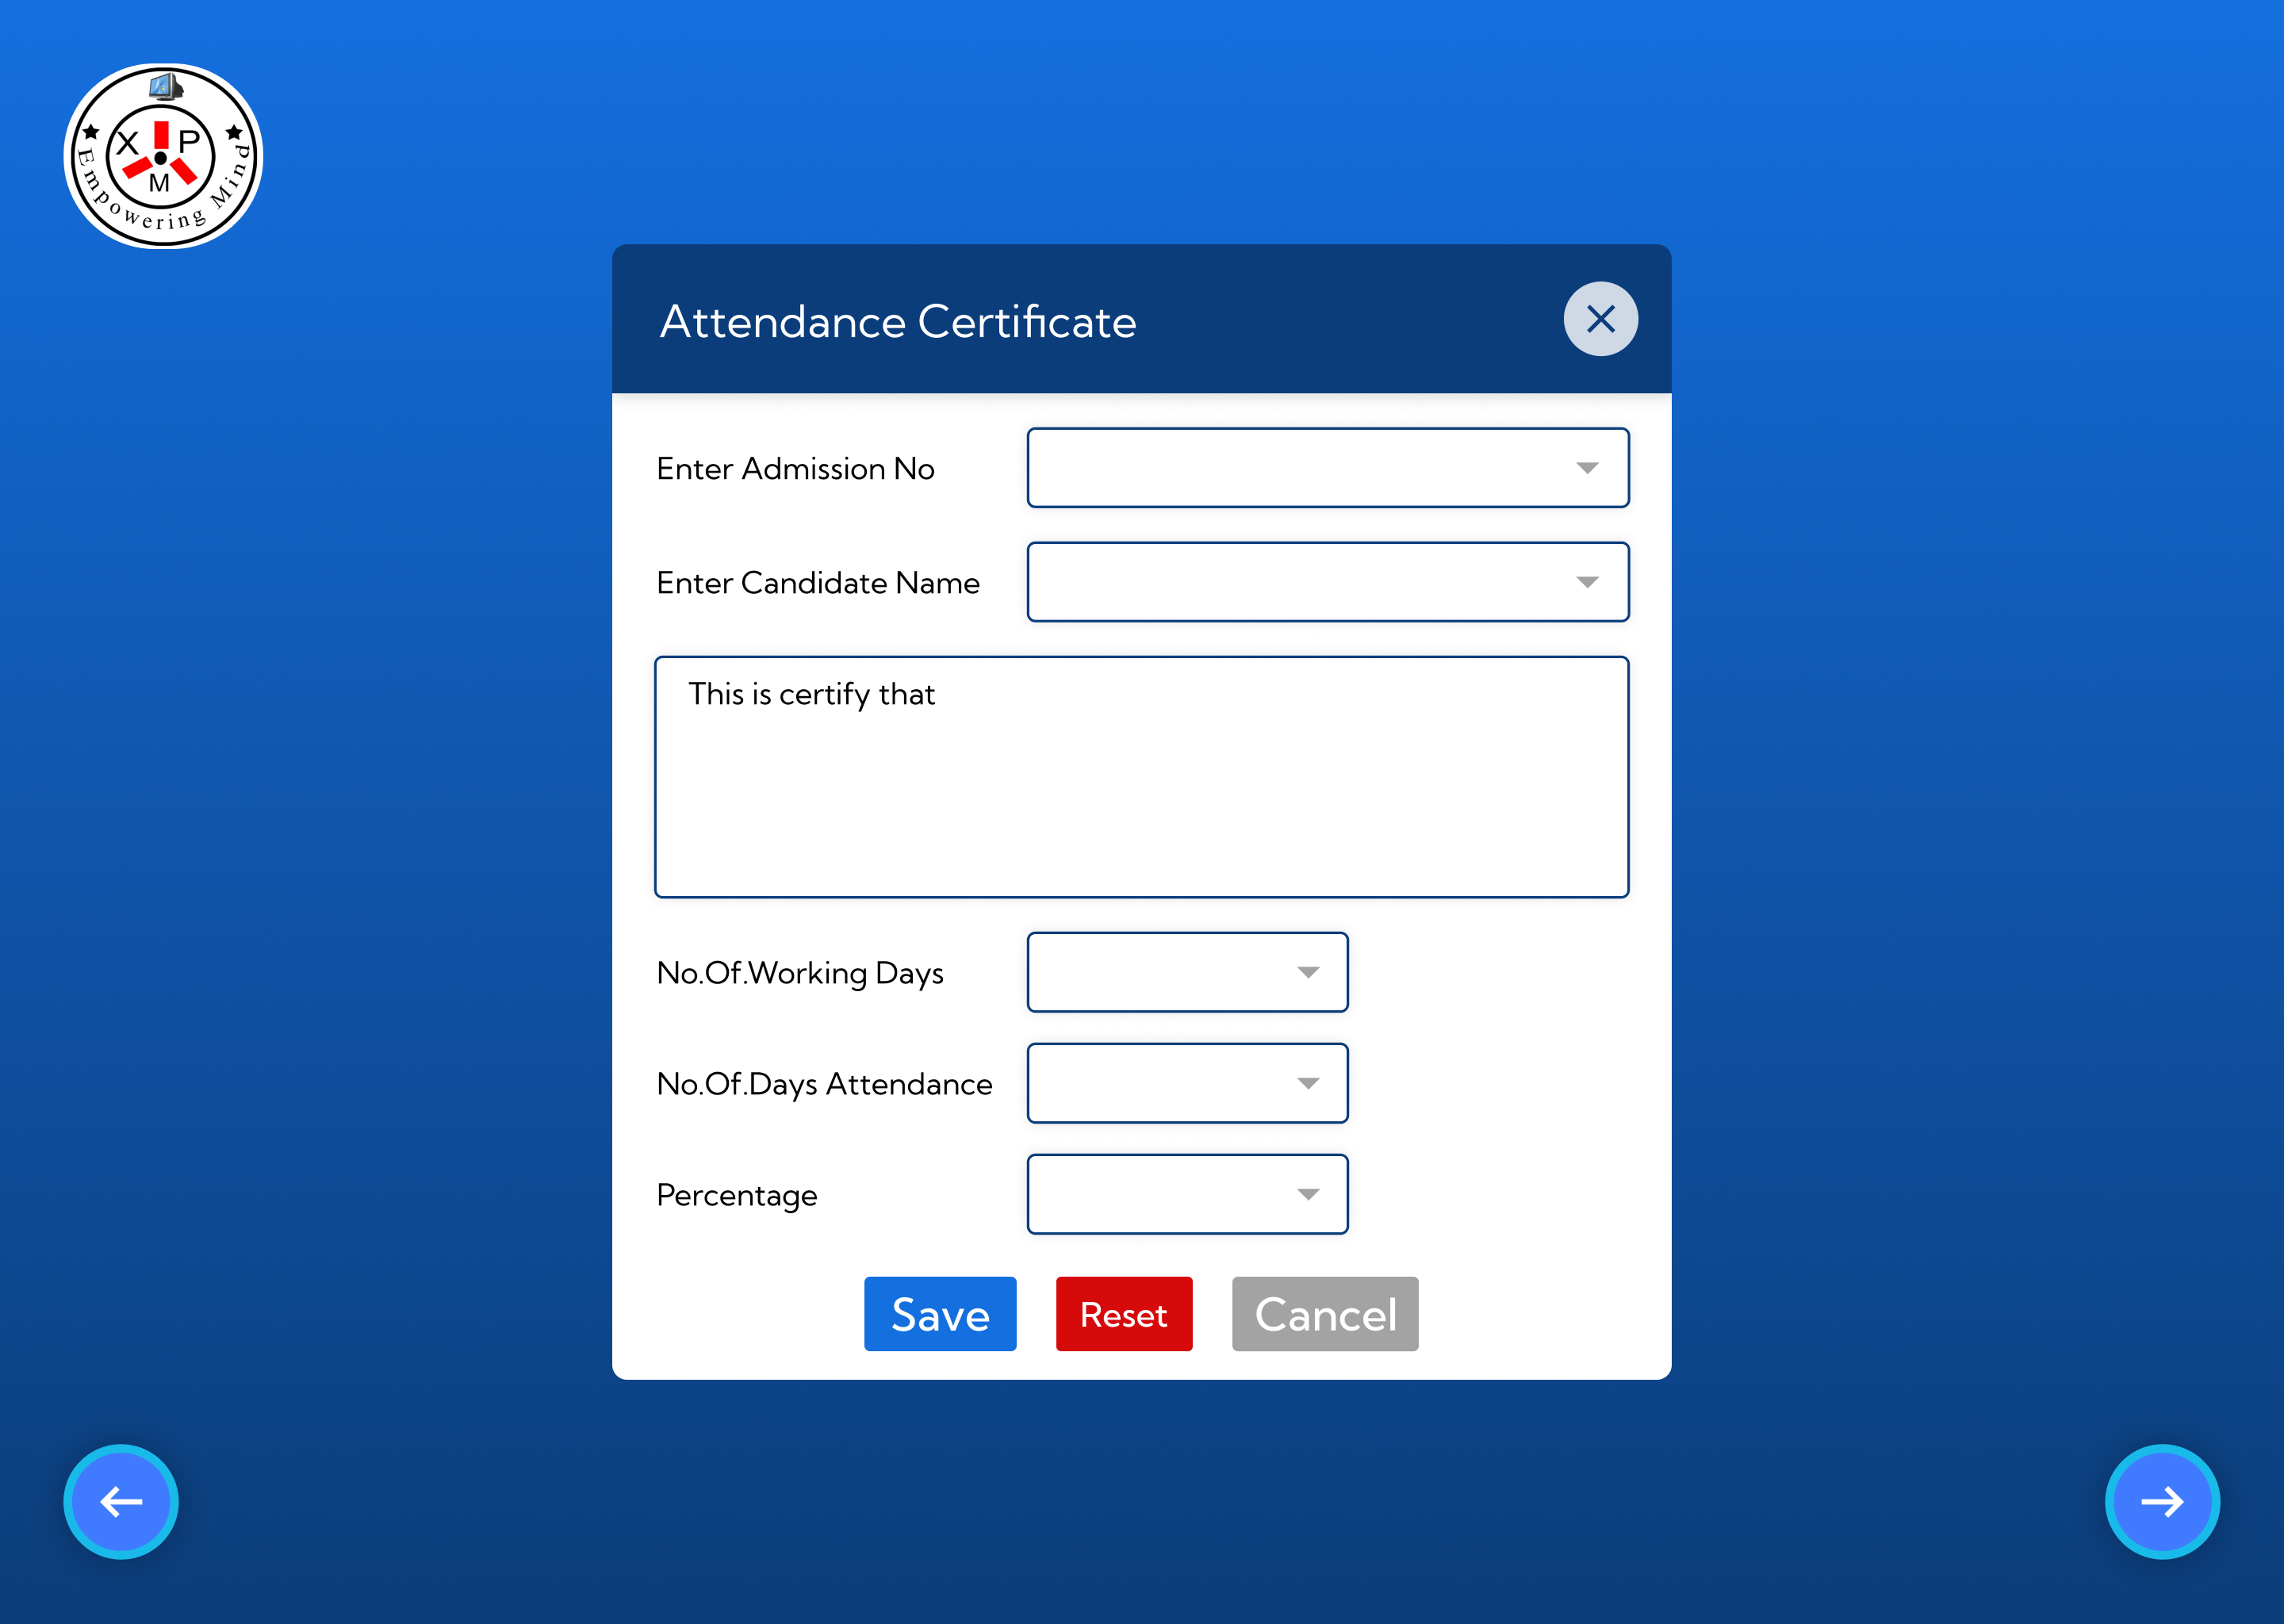 X P
M
Empowering Mind
Attendance Certificate
Enter Admission No
Enter Candidate Name
This is certify that
No.Of.Working Days
No.Of.Days Attendance
Percentage
Save Reset Cancel